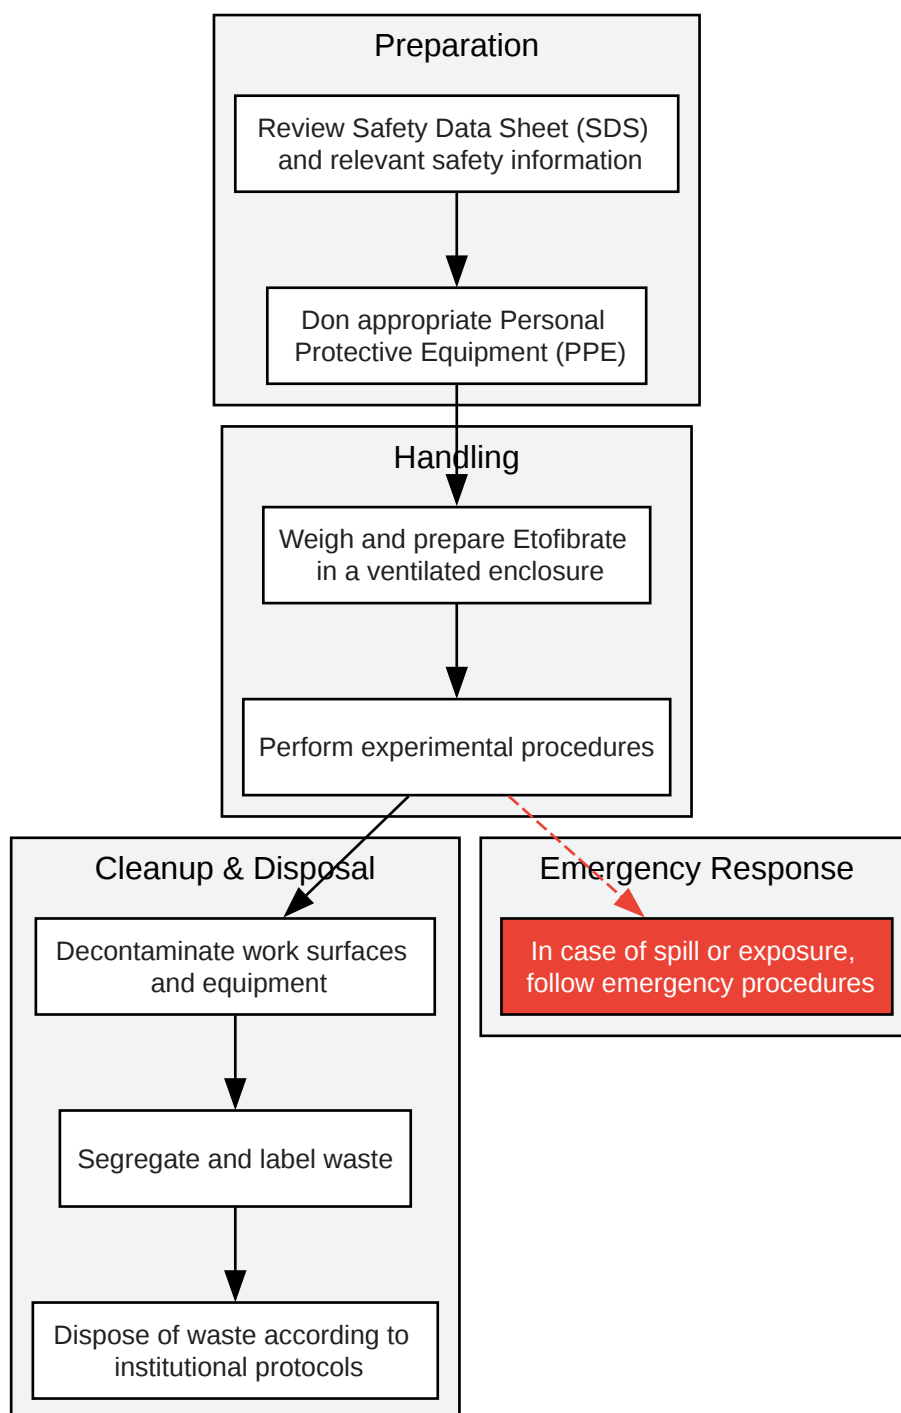 Preparation
Review Safety Data Sheet (SDS)
and relevant safety information
Don appropriate Personal
Protective Equipment (PPE)
Handling
Weigh and prepare Etofibrate
in a ventilated enclosure
Perform experimental procedures
Cleanup & Disposal
Decontaminate work surfaces
and equipment
Segregate and label waste
Dispose of waste according to
institutional protocols
Emergency Response
In case of spill or exposure,
follow emergency procedures